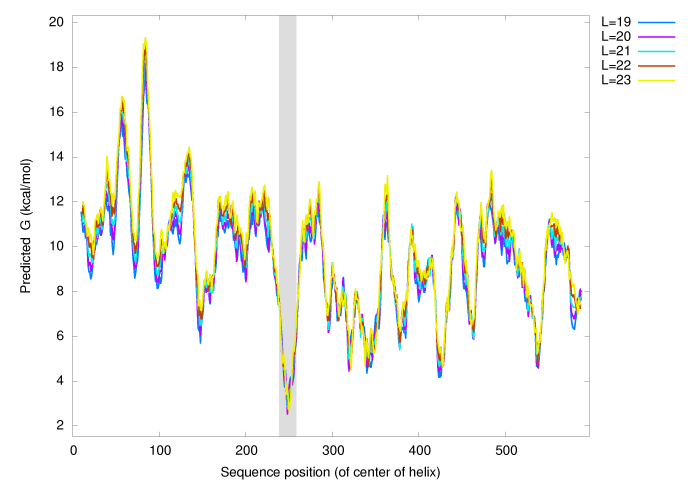 20
18
16
14
12
10
8
6
4
2
Predicted G (kcal/mol)
0
100
200
300
400
500
Sequence position (of center of helix)
L=19
L=20
L=21
L=22
L=23